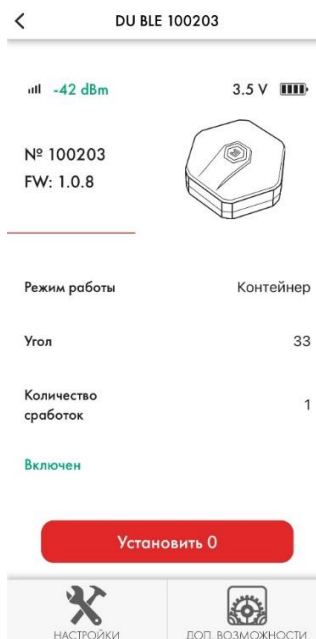 DU BLE 100203
-42 dBm 3.5 V
№ 100203
FW: 1.0.8
Режим работы Контейнер
Угол 33
Количество
сработок 1
Включен
Установить 0
НАСТРОЙКИ ДОП. ВОЗМОЖНОСТИ